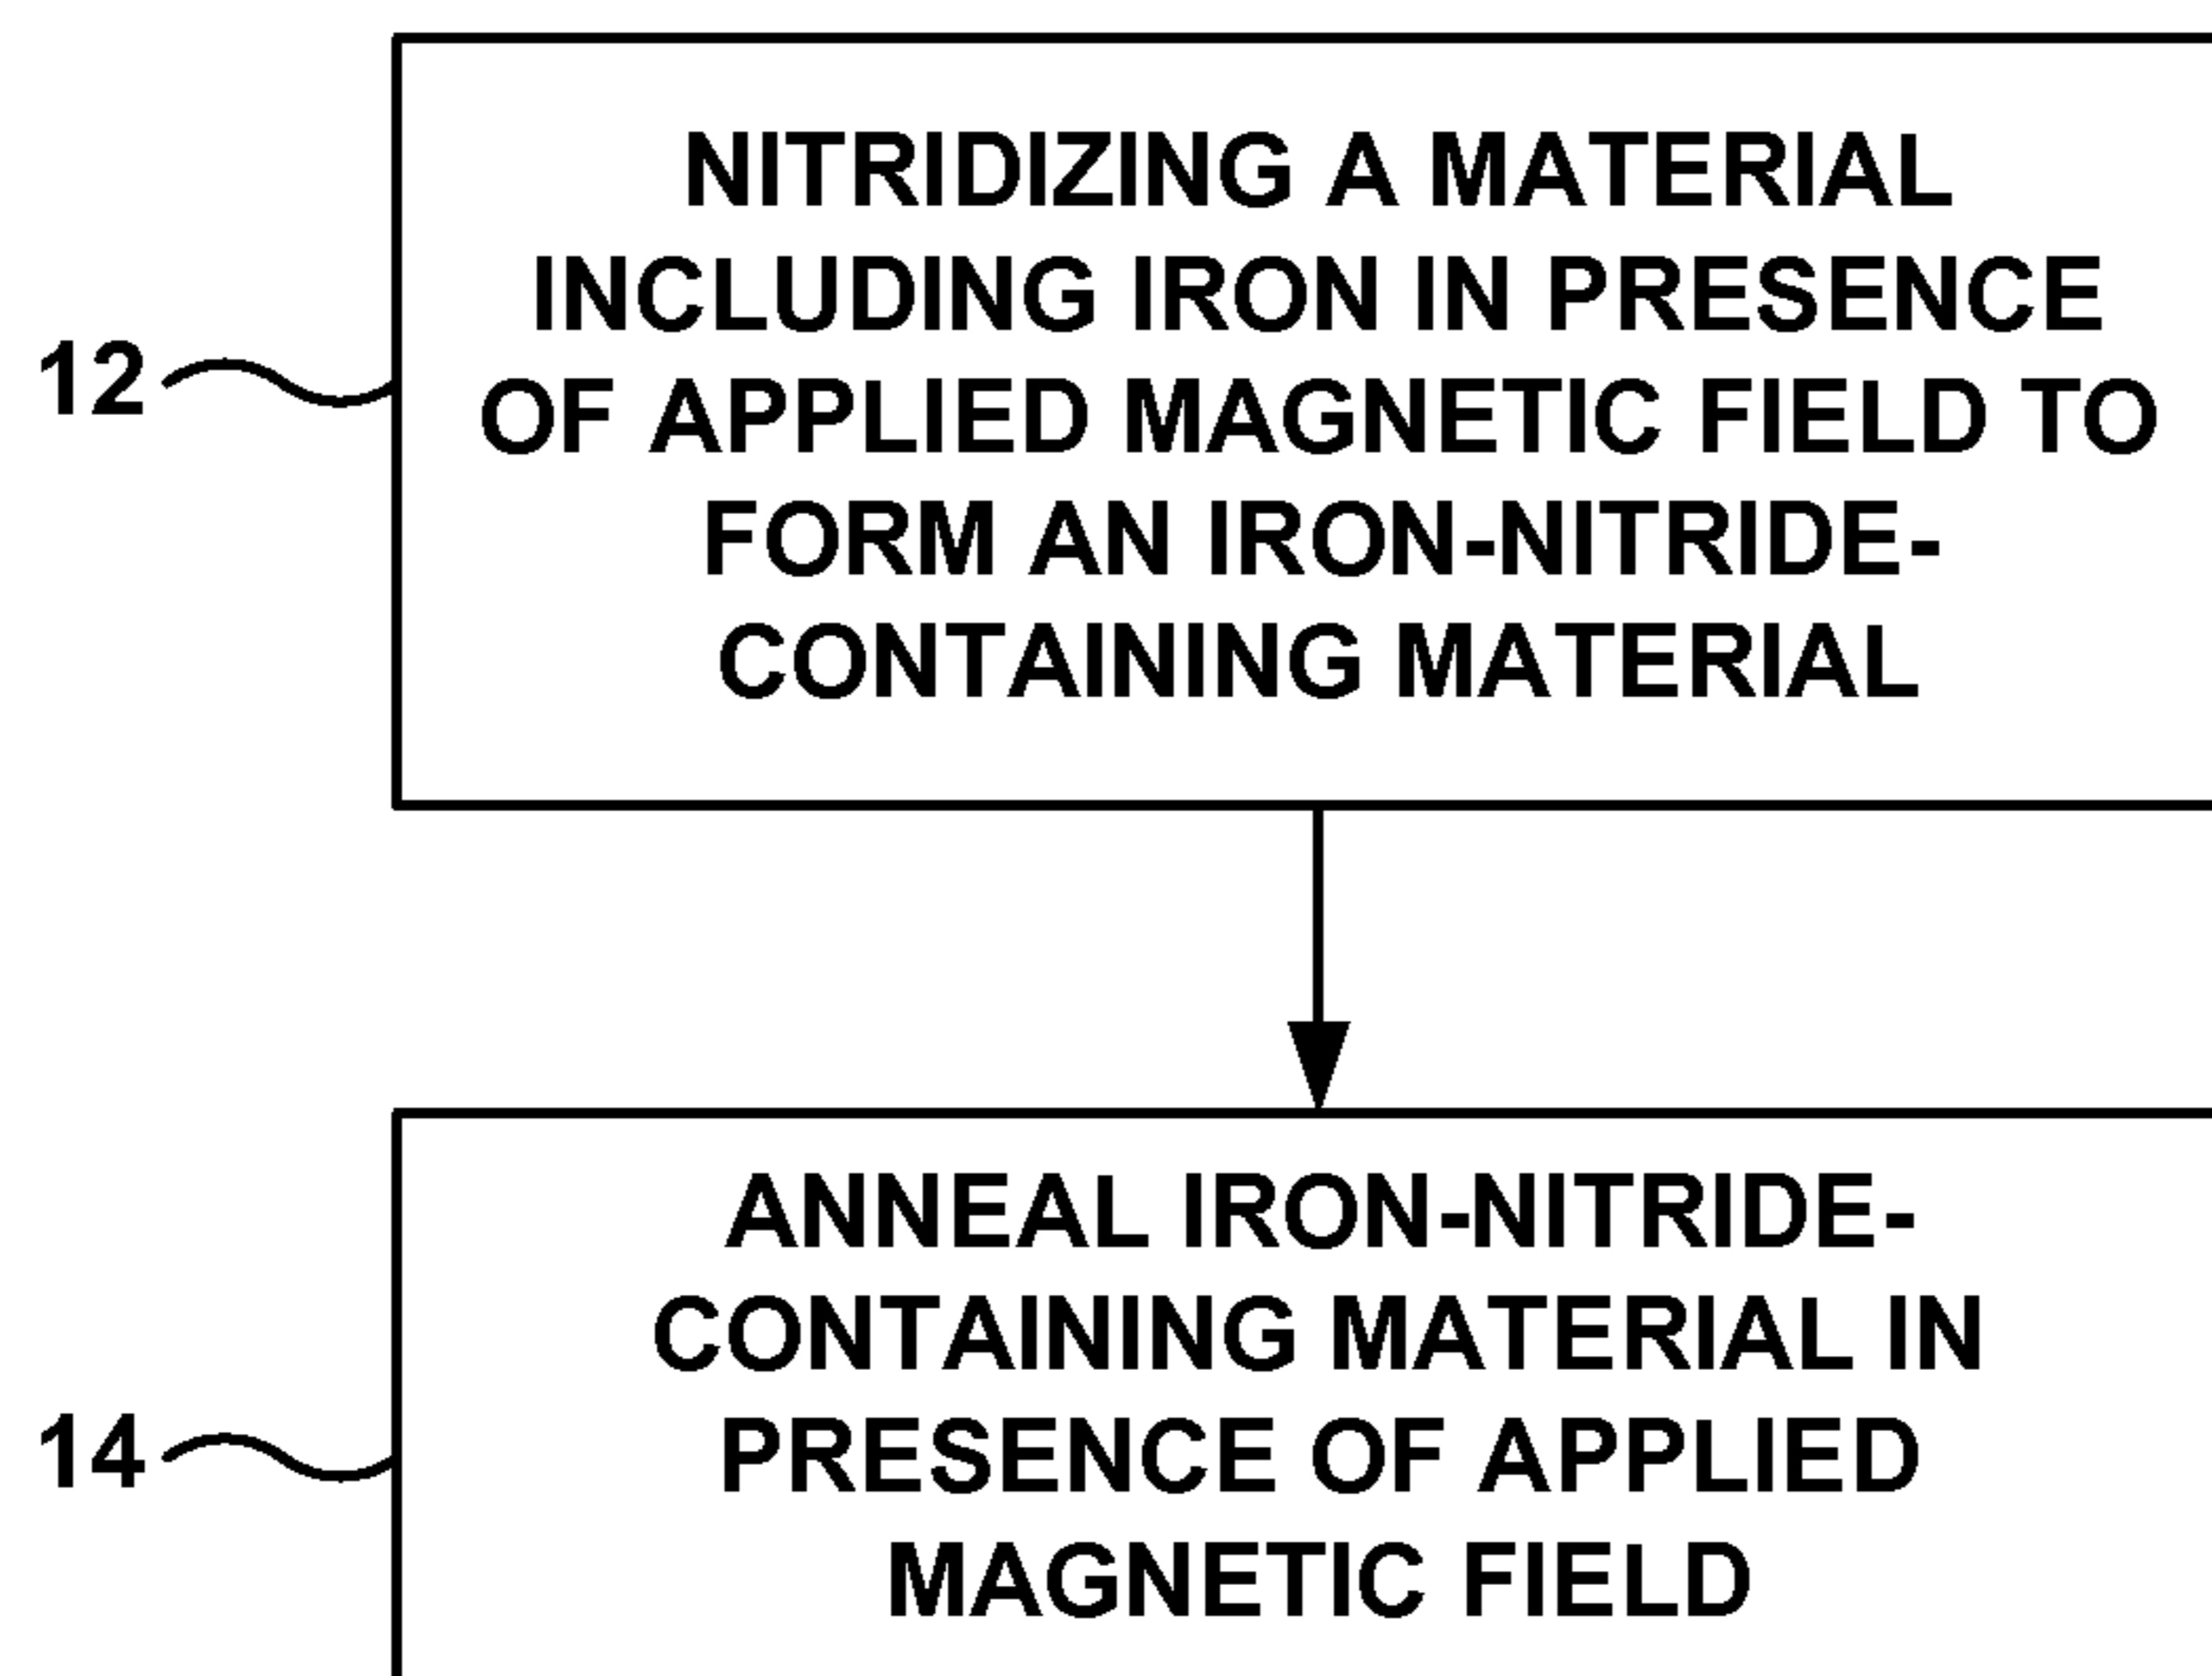 NITRIDIZING A MATERIAL
INCLUDING IRON IN PRESENCE
OF APPLIED MAGNETIC FIELD TO
FORM AN IRON-NITRIDE-
CONTAINING MATERIAL
12
ANNEAL IRON-NITRIDE-
CONTAINING MATERIAL IN
PRESENCE OF APPLIED
MAGNETIC FIELD
14